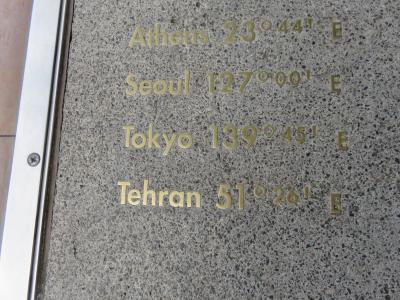 Athens 23° 44' E
Seoul 127° 00' E
Tokyo 139° 45' E
Tehran 51° 26' E